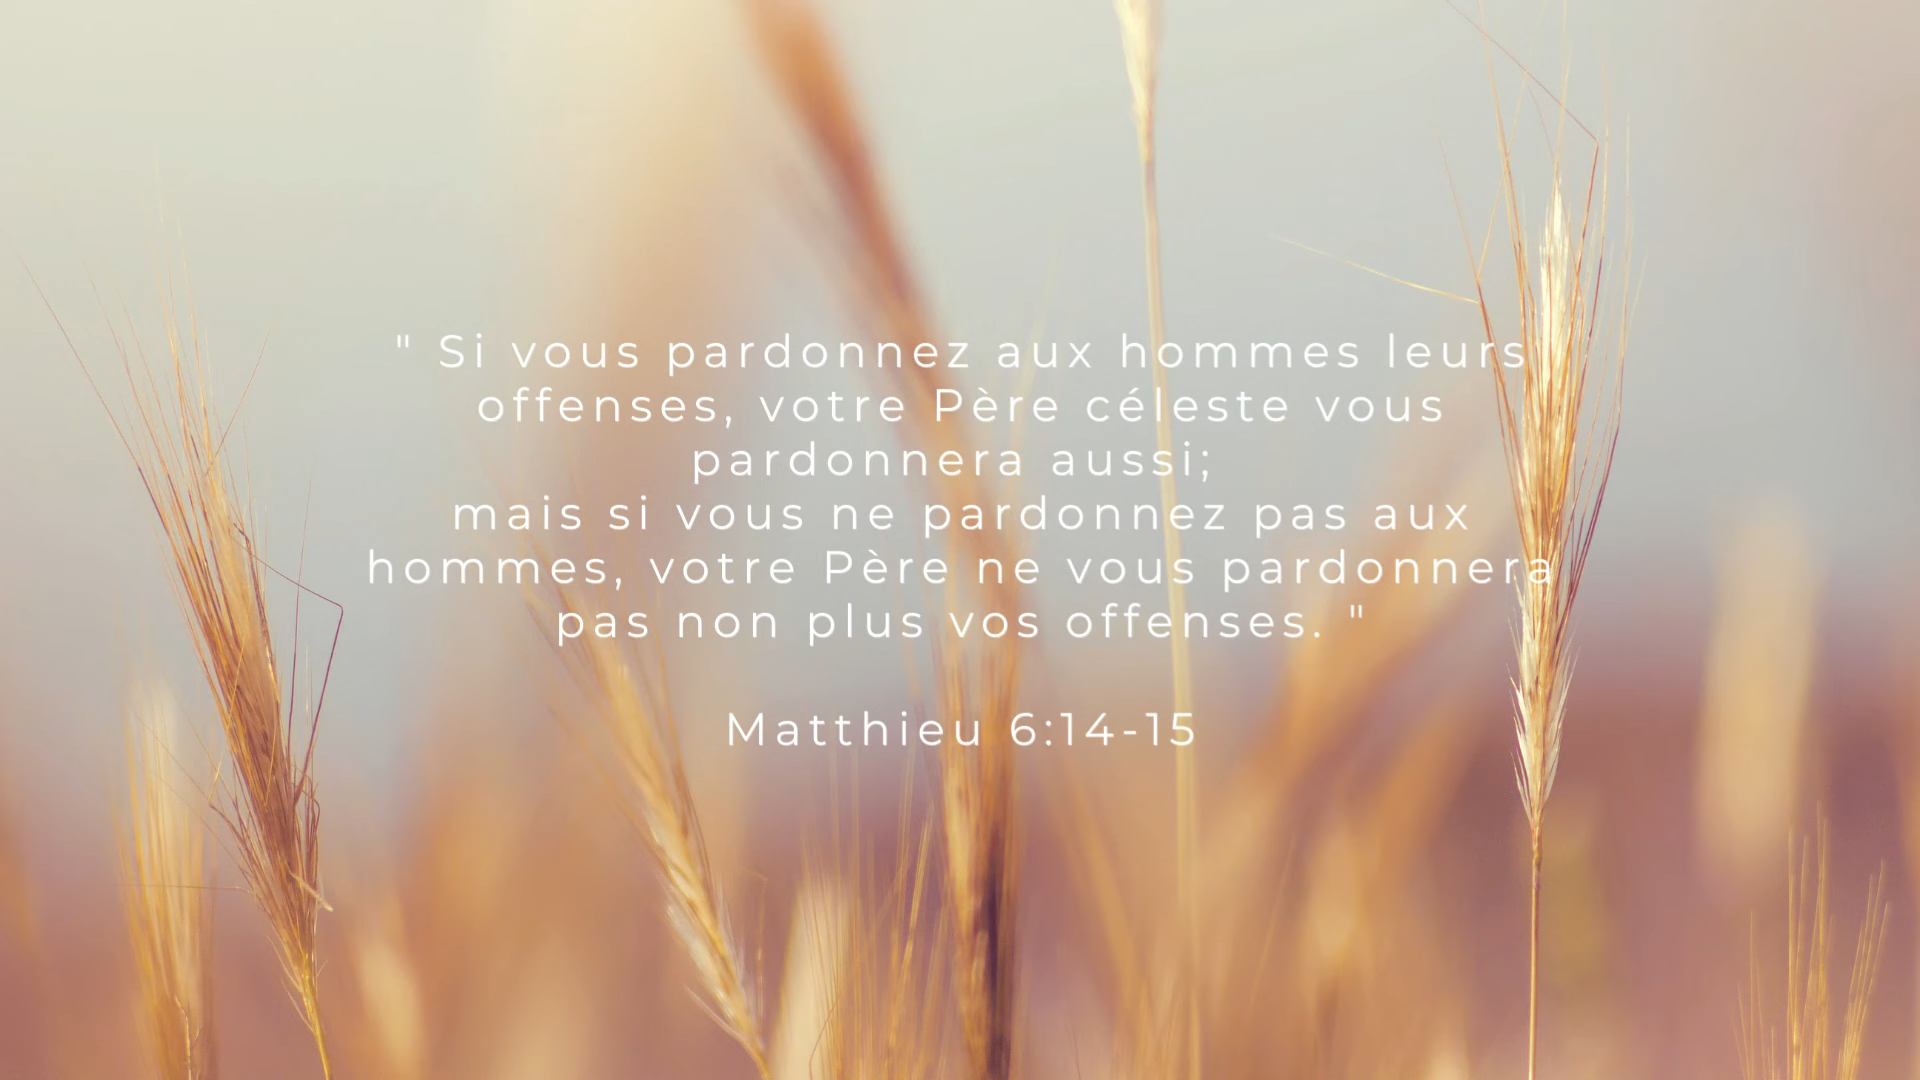 " Si vous pardonnez aux hommes leurs
offenses, votre Père céleste vous
pardonnera aussi;
mais si vous ne pardonnez pas aux
hommes, votre Père ne vous pardonnera
pas non plus vos offenses. "
Matthieu 6:14-15